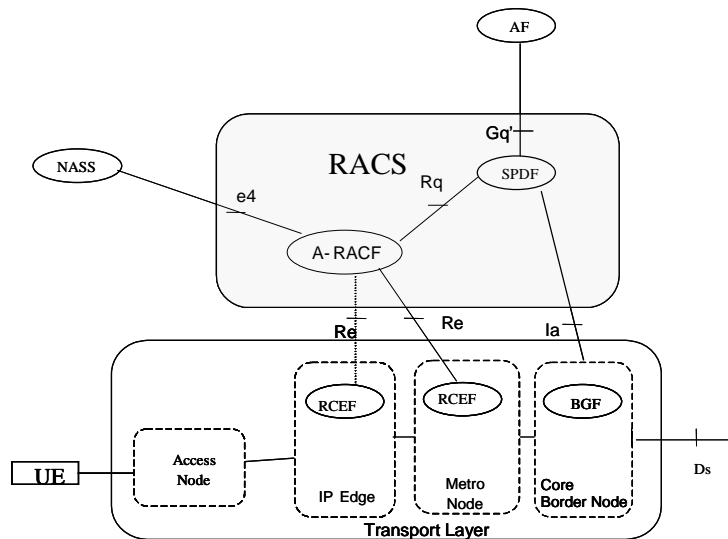 AF
Gq'
RACS
NASS
Rq
SPDF
e4
A- RACF
Re
Re
Ia
RCEF
RCEF
BGF
Access
Node
UE
IP Edge
Metro
Node
Core
Border Node
Ds
Transport Layer